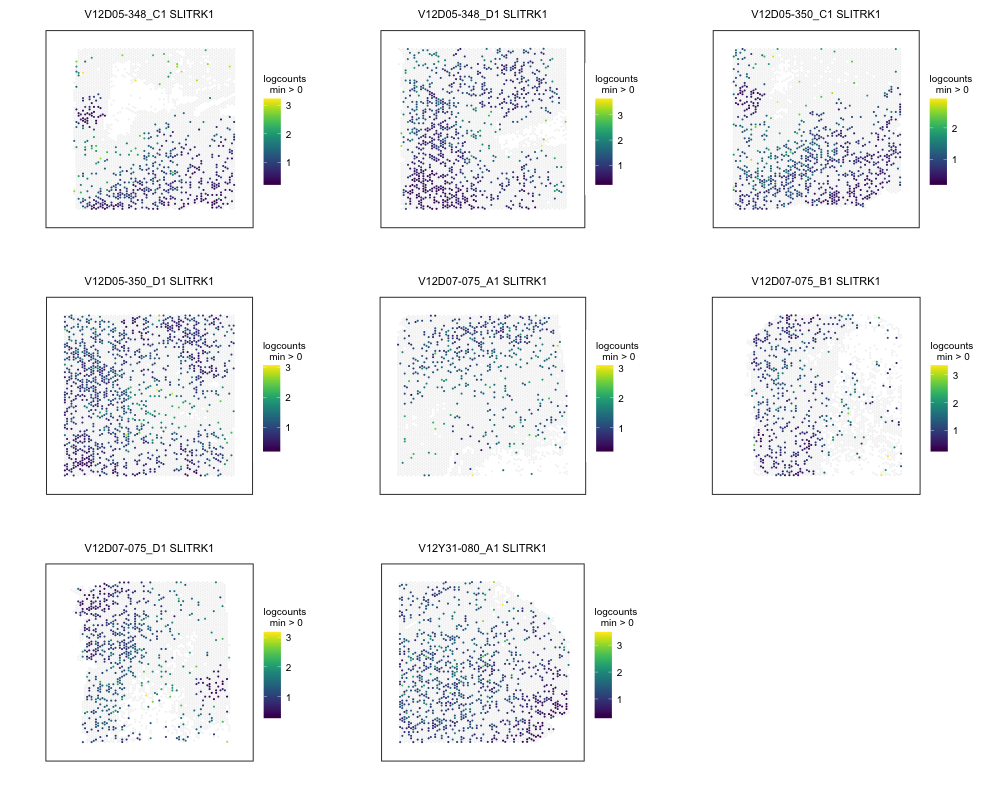 V12D05-348_C1 SLITRK1
logcounts
min > 0
3
2
1
V12D05-348_D1 SLITRK1
logcounts
min > 0
3
2
1
V12D05-350_C1 SLITRK1
logcounts
min > 0
2
1
V12D05-350_D1 SLITRK1
logcounts
min > 0
3
2
1
V12D07-075_A1 SLITRK1
logcounts
min > 0
3
2
1
V12D07-075_B1 SLITRK1
logcounts
min > 0
3
2
1
V12D07-075_D1 SLITRK1
logcounts
min > 0
3
2
1
V12Y31-080_A1 SLITRK1
logcounts
min > 0
3
2
1